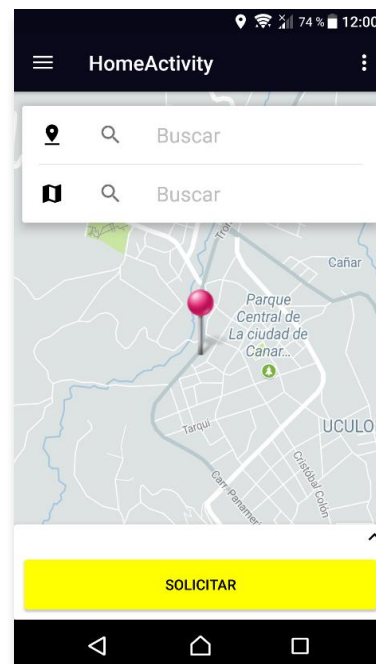 74 % 12:00
HomeActivity
Buscar
Buscar
Cañar
Parque
Central de
La ciudad de
Canar...
Tarqui
UCULO
Cristóbal Colón
Carr. Paname
SOLICITAR